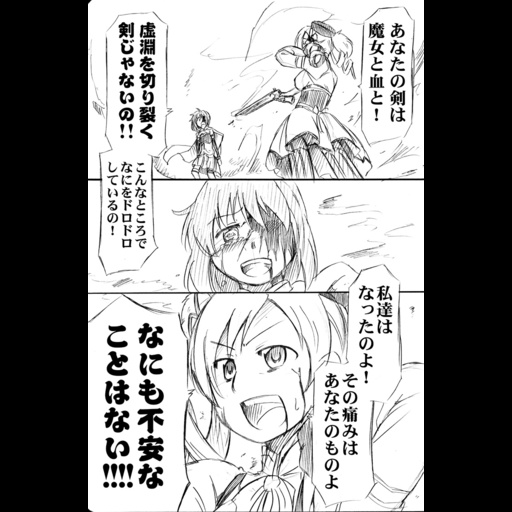 あなたの剣は
魔女と血と！
虚淵を切り裂く
剣じゃないの！！
こんなところで
なにをドロドロ
しているの！
私達は
なったのよ！
その痛みは
あなたのものよ
なにも不安な
ことはない!!!!